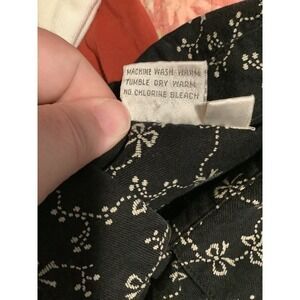 MACHINE WASH WARM
TUMBLE DRY WARM
NO CHLORINE BLEACH